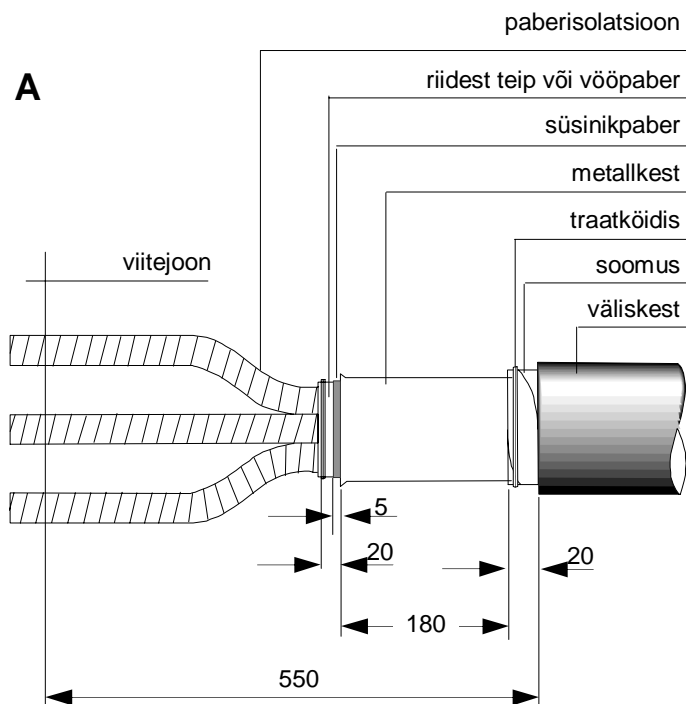 paberisolatsioon
A
riidest teip või vööpaber
süsinikpaber
metallkest
traatköidis
viitejoon
soomus
väliskest
5
20
20
180
550